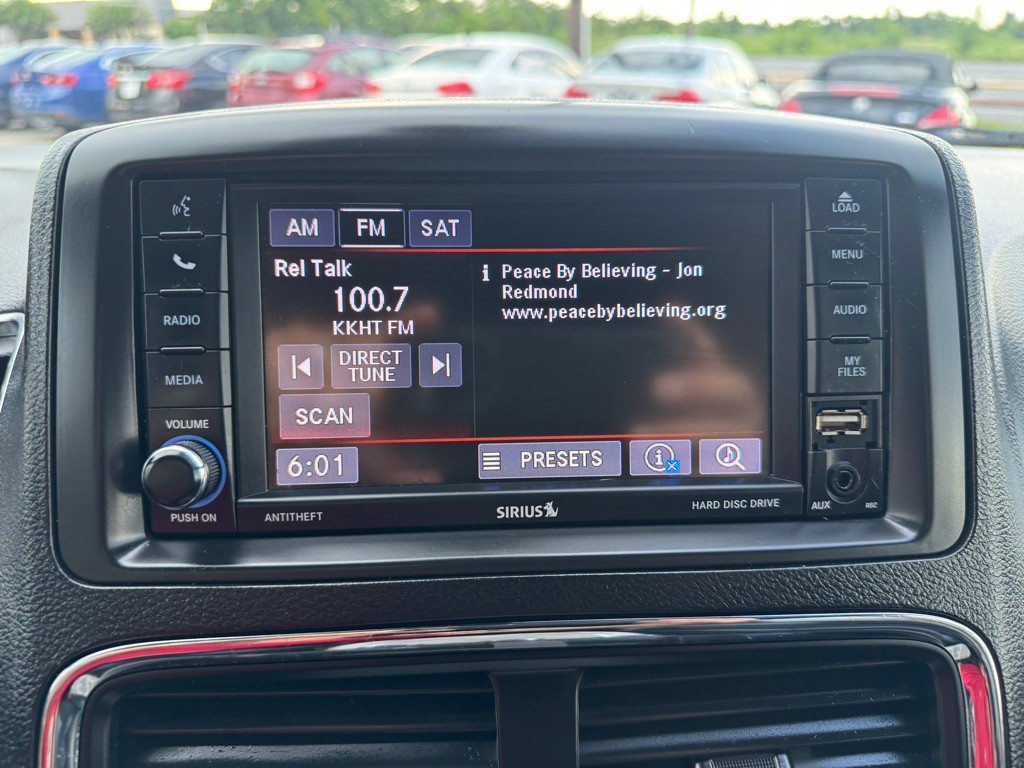 AM FM SAT
LOAD
MENU
RADIO
AUDIO
MEDIA
MY
FILES
VOLUME
PUSH ON
Rel Talk
100.7
KKHT FM
DIRECT
TUNE
SCAN
6:01
i Peace By Believing - Jon
Redmond
www.peacebybelieving.org
PRESETS
ANTITHEFT
SIRIUS
HARD DISC DRIVE
AUX
RBZ